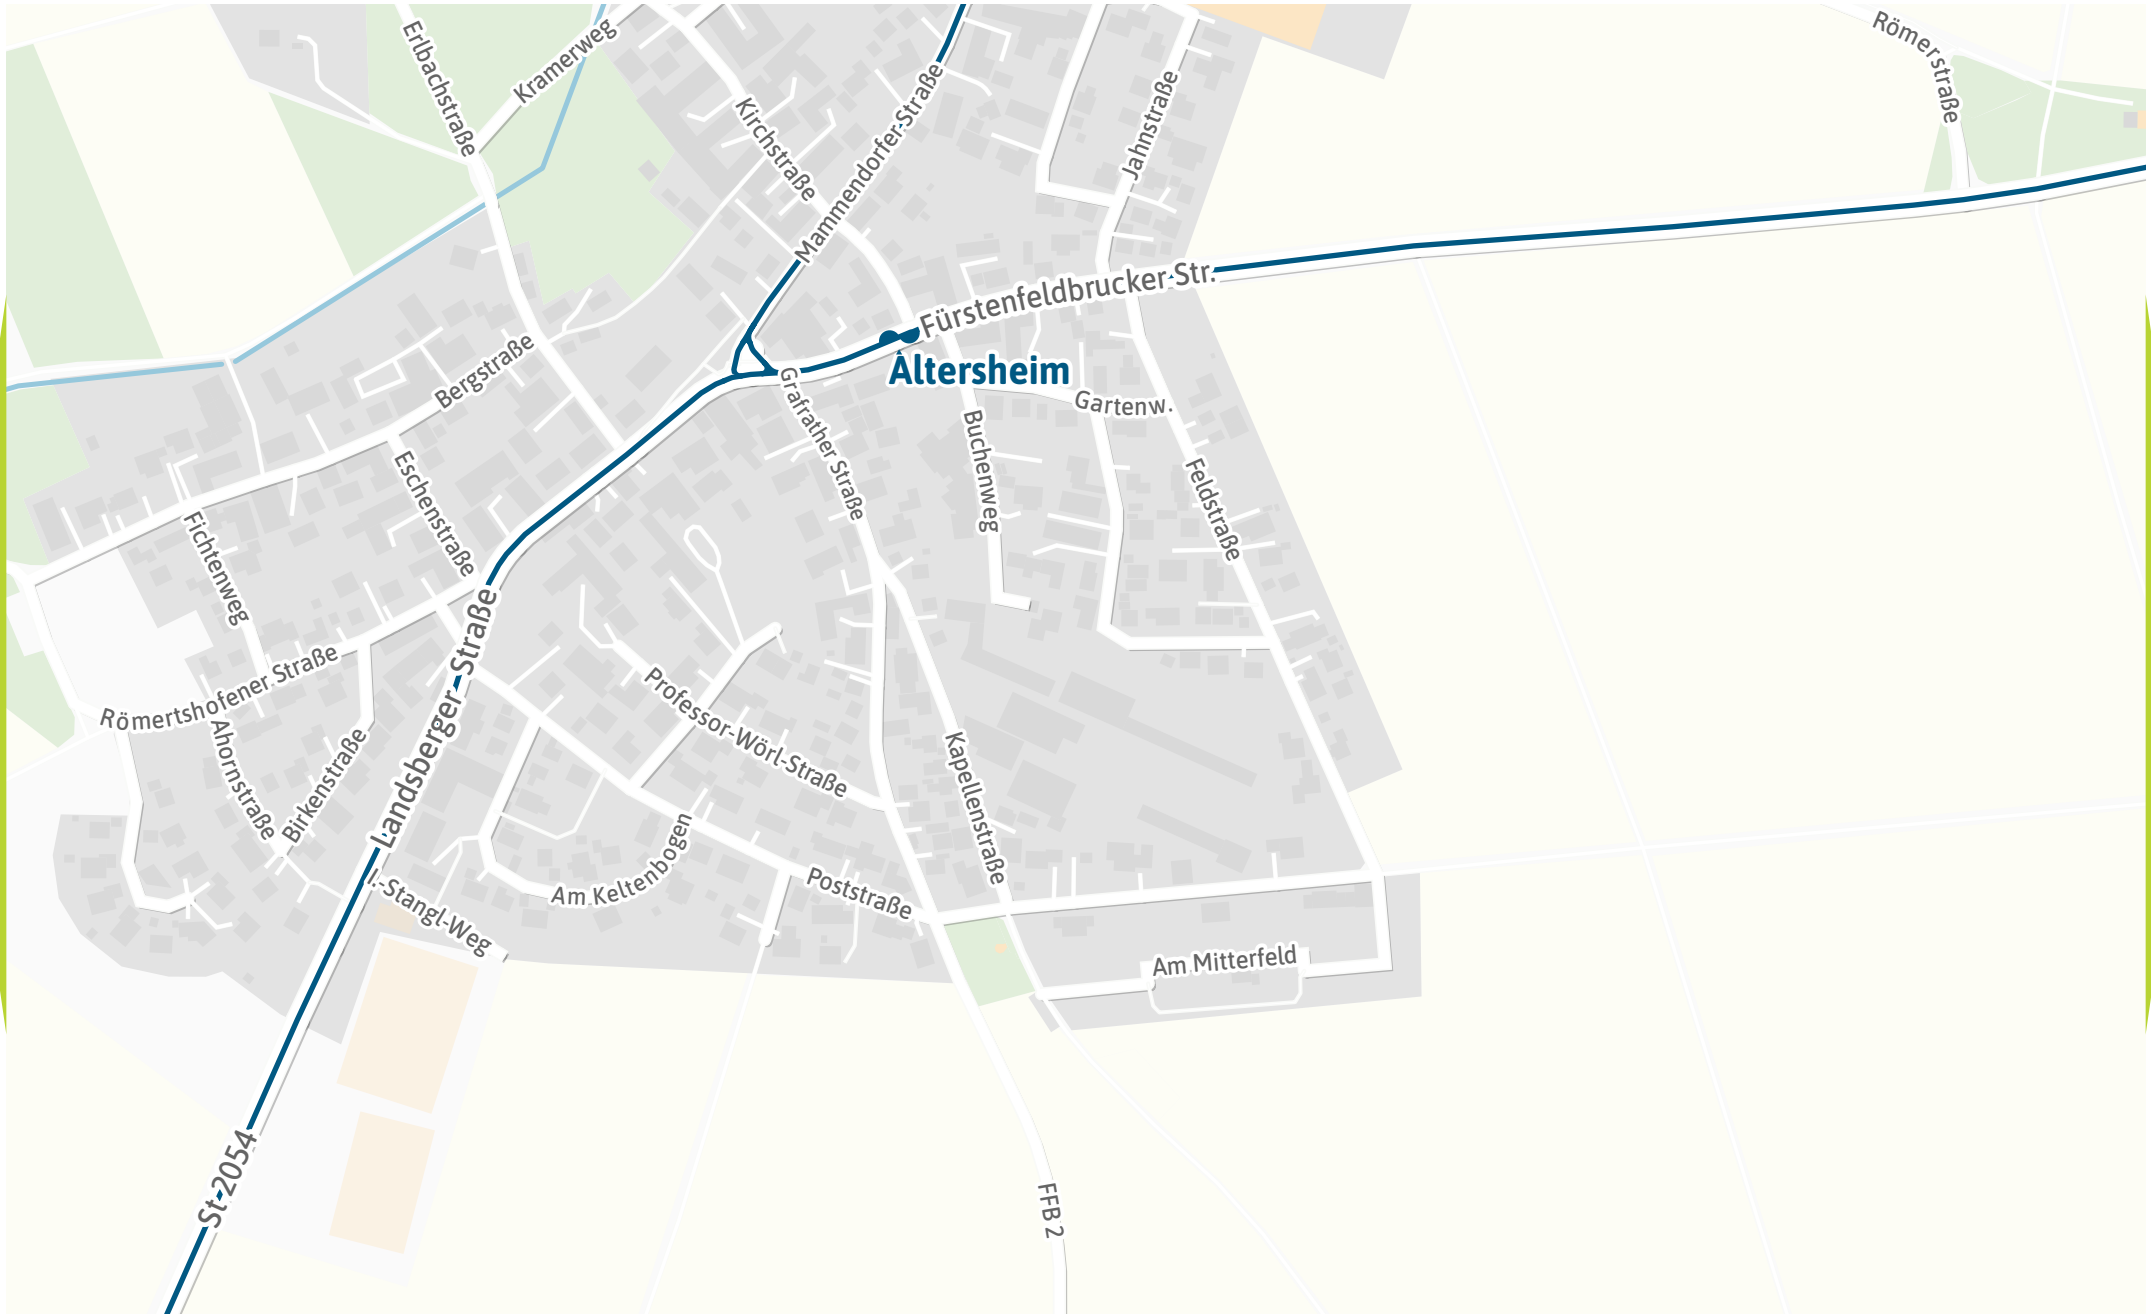 Römerstraße
Erlbachstraße
Kramerweg
Kirchstraße
Mammendorfer Straße
Jahnstraße
Fürstenfeldbrucker Str.
Altersheim
Bergstraße
Grafrather Straße
Gartenw.
Buchenweg
Eschenstraße
Feldstraße
Fichtenweg
Landsberger Straße
Römertshofener Straße
Professor-Wörl-Straße
Ahornstraße
Birkenstraße
Kapellenstraße
Am Keltenbogen
Poststraße
I.-Stangl-Weg
Am Mitterfeld
St 2054
FFB 2